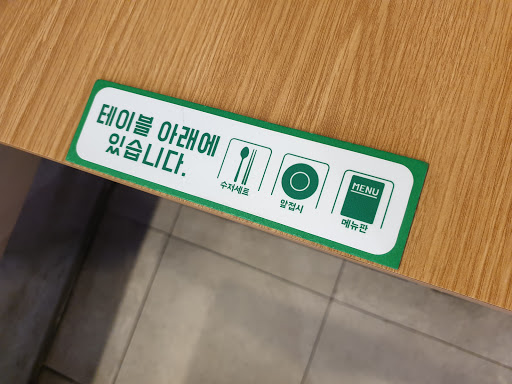 테이블 아래에
있습니다.
수저세트
앞접시
MENU
메뉴판